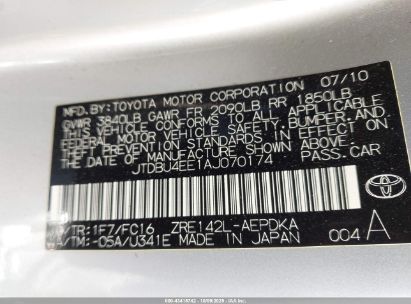 MFD.BY:TOYOTA MOTOR CORPORATION 07/10
GVWR 3840LB GAWR FR 2090LB RR 1850LB
THIS VEHICLE CONFORMS TO ALL APPLICABLE
FEDERAL MOTOR VEHICLE SAFETY, BUMPER, AND
THEFT PREVENTION STANDARDS IN EFFECT ON
THE DATE OF MANUFACTURE SHOWN ABOVE.
JTDBU4EE1AJ070174 PASS.CAR
TOYOTA
/TR:1F7/FC16 ZRE142L-AEPDKA
/TM:-05A/U341E MADE IN JAPAN 004 A